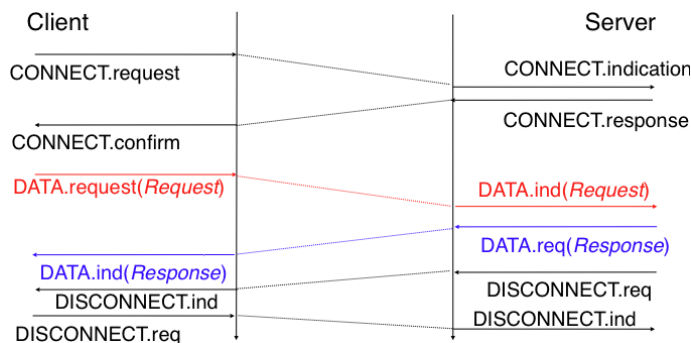 Client
Server
CONNECT.request
CONNECT.indication
CONNECT.response
CONNECT.confirm
DATA.request(Request)
DATA.ind(Request)
DATA.req(Response)
DATA.ind(Response)
DISCONNECT.req
DISCONNECT.ind
DISCONNECT.ind
DISCONNECT.req